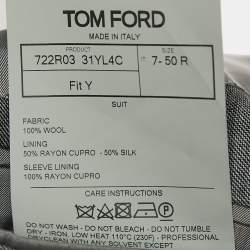 TOM FORD
MADE IN ITALY
PRODUCT SIZE
722R03 31YL4C 7- 50 R
Fit Y
SUIT
FABRIC
100% WOOL
LINING
50% RAYON CUPRO - 50% SILK
SLEEVE LINING
100% RAYON CUPRO
CARE INSTRUCTIONS
DO NOT WASH - DO NOT BLEACH - DO NOT TUMBLE
DRY - IRON, LOW HEAT 110°C (230F). PROFESSIONAL
DRYCLEAN WITH ANY SOLVENT EXCEPT